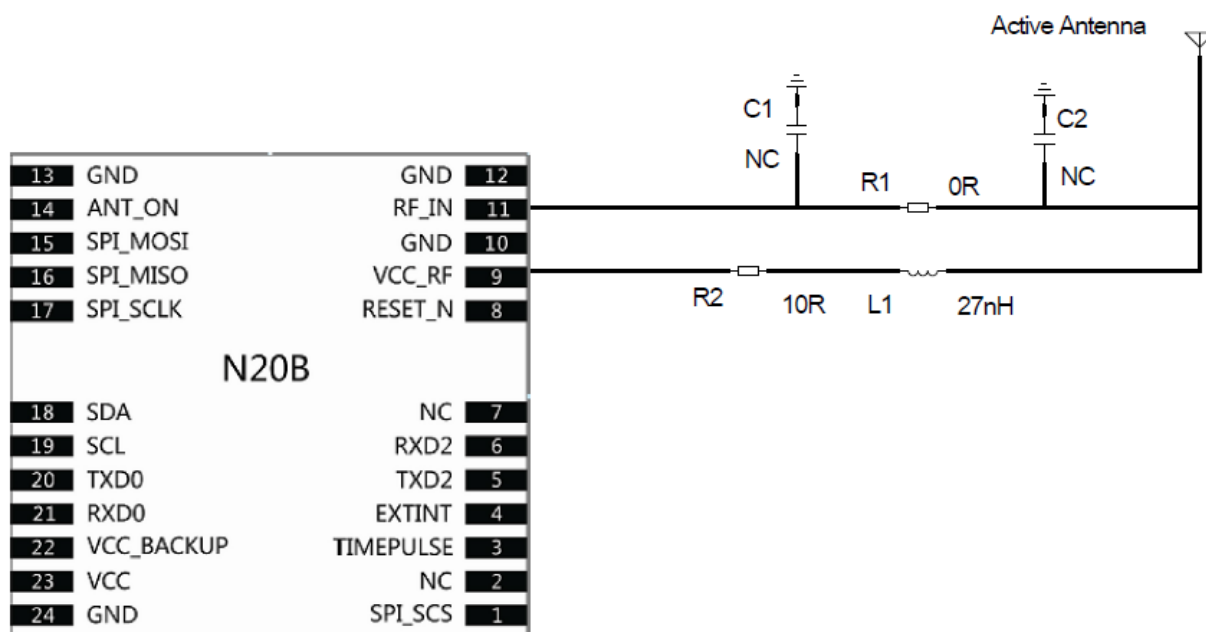 Active Antenna
C1
C2
NC
NC
R1 0R
13 GND GND 12
14 ANT_ON RF_IN 11
15 SPI_MOSI GND 10
16 SPI_MISO VCC_RF 9
17 SPI_SCLK RESET_N 8
R2 10R L1 27nH
N20B
18 SDA NC 7
19 SCL RXD2 6
20 TXD0 TXD2 5
21 RXD0 EXTINT 4
22 VCC_BACKUP TIMEPULSE 3
23 VCC NC 2
24 GND SPI_SCS 1